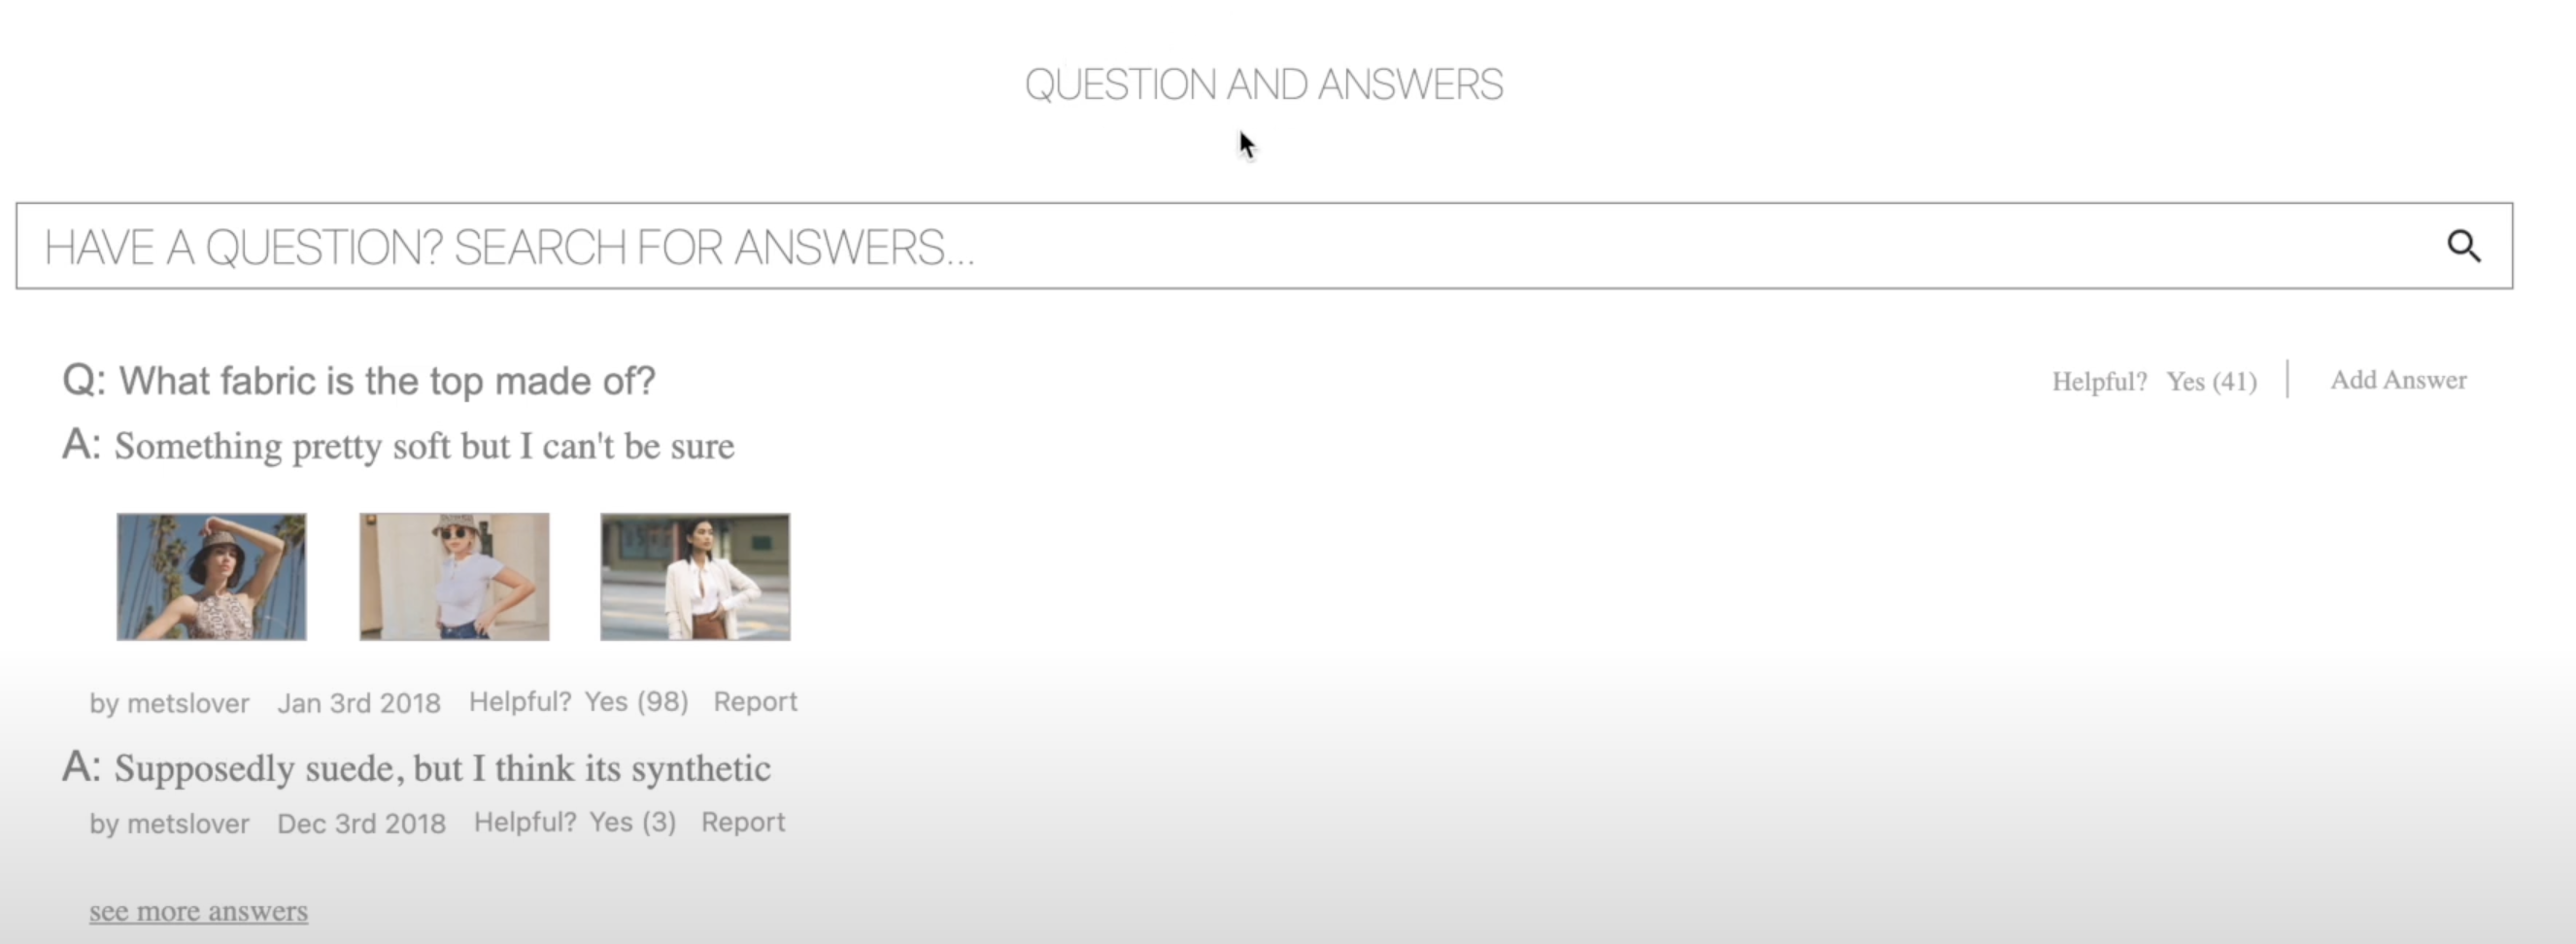 QUESTION AND ANSWERS
HAVE A QUESTION? SEARCH FOR ANSWERS...
Q: What fabric is the top made of? Helpful? Yes (41) | Add Answer
A: Something pretty soft but I can't be sure
by metslover Jan 3rd 2018 Helpful? Yes (98) Report
A: Supposedly suede, but I think its synthetic
by metslover Dec 3rd 2018 Helpful? Yes (3) Report
see more answers